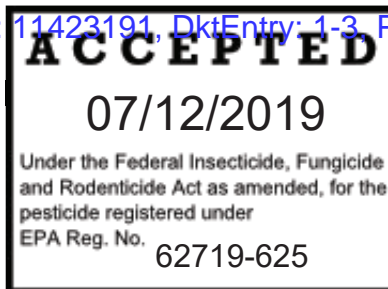 : 11423191, DktEntry: 1-3, P
ACCEPTED
07/12/2019
Under the Federal Insecticide, Fungicide
and Rodenticide Act as amended, for the
pesticide registered under
EPA Reg. No. 62719-625